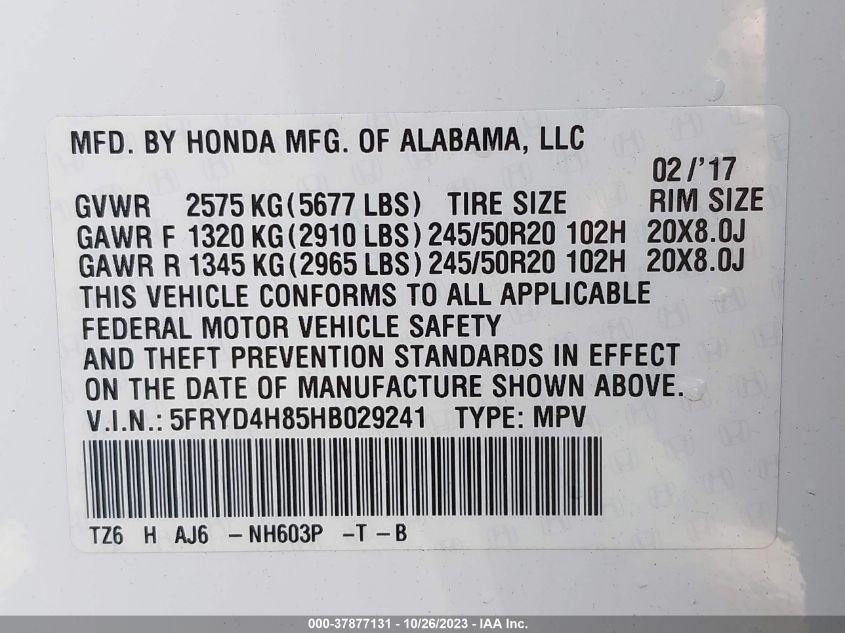 MFD. BY HONDA MFG. OF ALABAMA, LLC
02/'17
GVWR 2575 KG (5677 LBS) TIRE SIZE RIM SIZE
GAWR F 1320 KG (2910 LBS) 245/50R20 102H 20X8.0J
GAWR R 1345 KG (2965 LBS) 245/50R20 102H 20X8.0J
THIS VEHICLE CONFORMS TO ALL APPLICABLE
FEDERAL MOTOR VEHICLE SAFETY
AND THEFT PREVENTION STANDARDS IN EFFECT
ON THE DATE OF MANUFACTURE SHOWN ABOVE.
V.I.N.: 5FRYD4H85HB029241 TYPE: MPV
TZ6 H AJ6 - NH603P -T - B
000-37877131 - 10/26/2023 - © IAA Inc.